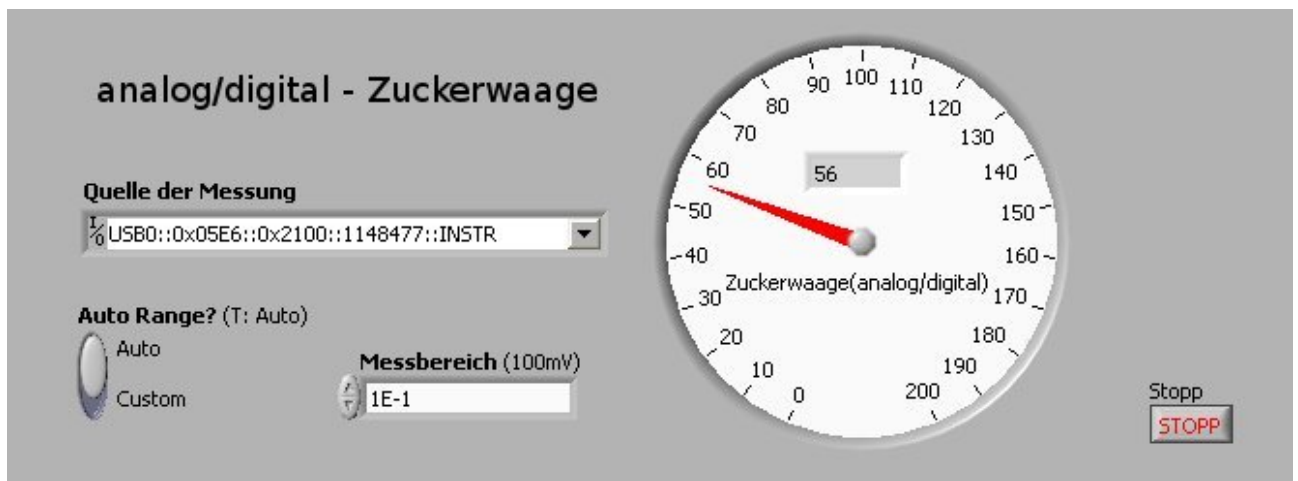 analog/digital - Zuckerwaage
Quelle der Messung
I/O USB0::0x05E6::0x2100::1148477::INSTR
Auto Range? (T: Auto)
Auto
Custom
Messbereich (100mV)
1E-1
0
10
20
30
40
50
60
70
80
90
100
110
120
130
140
150
160
170
180
190
200
56
Zuckerwaage(analog/digital)
Stopp
STOPP